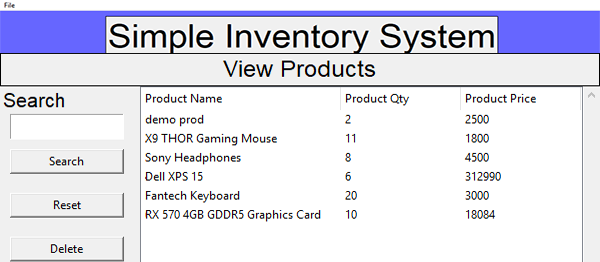 File
Simple Inventory System
View Products
Search
Search
Reset
Delete
Product Name Product Qty Product Price
demo prod 2 2500
X9 THOR Gaming Mouse 11 1800
Sony Headphones 8 4500
Dell XPS 15 6 312990
Fantech Keyboard 20 3000
RX 570 4GB GDDR5 Graphics Card 10 18084